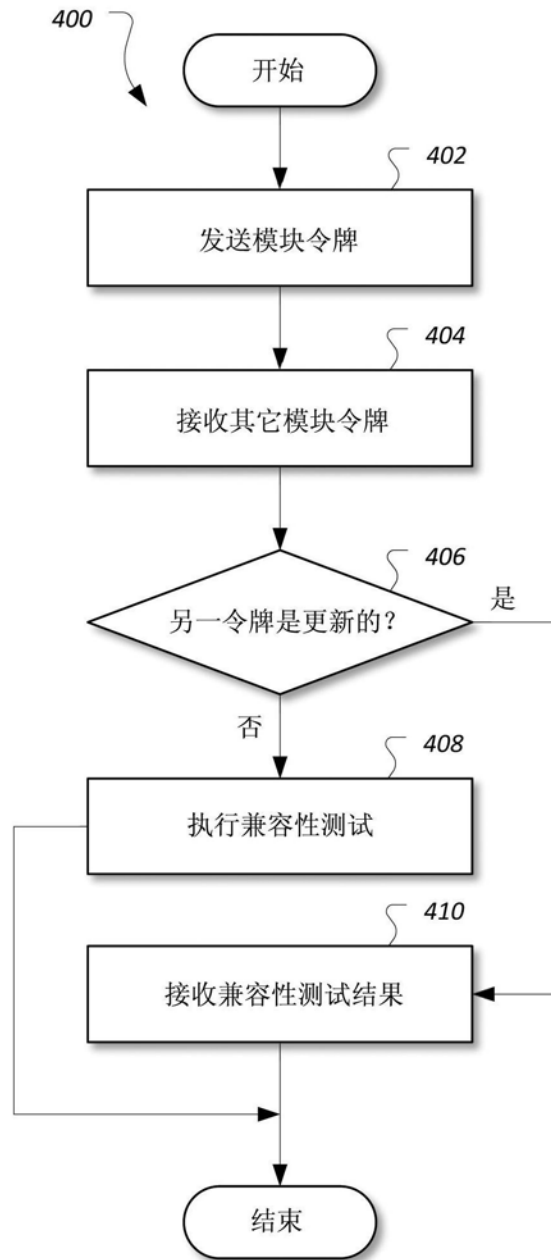 400
开始
402
发送模块令牌
404
接收其它模块令牌
406
另一令牌是更新的?
是
否
408
执行兼容性测试
410
接收兼容性测试结果
结束